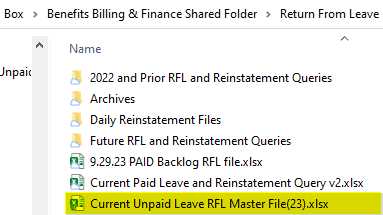 Box > Benefits Billing & Finance Shared Folder > Return From Leave
Name
Unpaid
2022 and Prior RFL and Reinstatement Queries
Archives
Daily Reinstatement Files
Future RFL and Reinstatement Queries
9.29.23 PAID Backlog RFL file.xlsx
Current Paid Leave and Reinstatement Query v2.xlsx
Current Unpaid Leave RFL Master File(23).xlsx